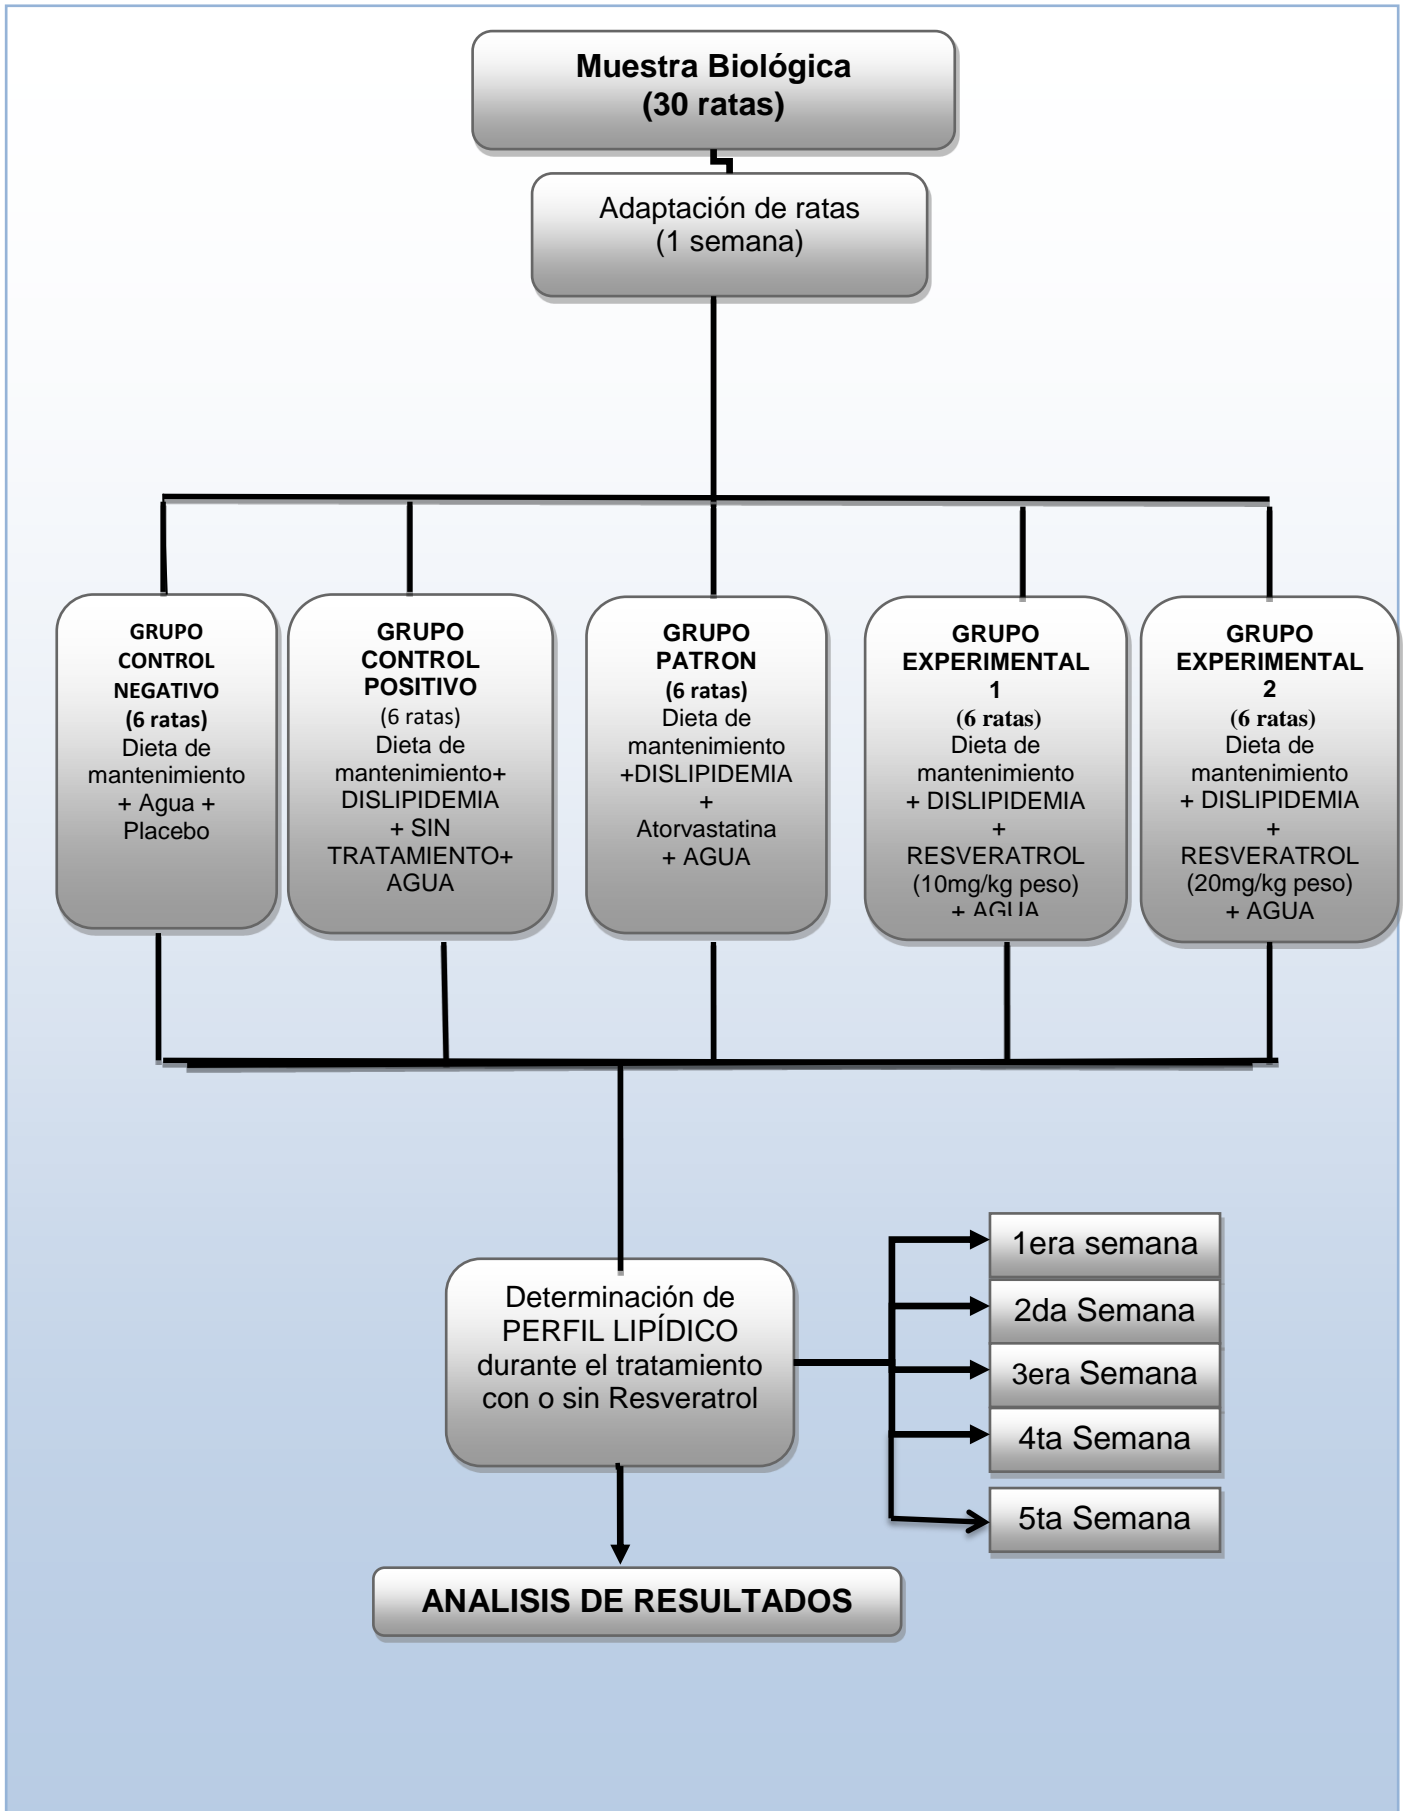 Muestra Biológica
(30 ratas)
Adaptación de ratas
(1 semana)
GRUPO
CONTROL
NEGATIVO
(6 ratas)
Dieta de
mantenimiento
+ Agua +
Placebo
GRUPO
CONTROL
POSITIVO
(6 ratas)
Dieta de
mantenimiento+
DISLIPIDEMIA
+ SIN
TRATAMIENTO+
AGUA
GRUPO
PATRON
(6 ratas)
Dieta de
mantenimiento
+DISLIPIDEMIA
+
Atorvastatina
+ AGUA
GRUPO
EXPERIMENTAL
1
(6 ratas)
Dieta de
mantenimiento
+ DISLIPIDEMIA
+
RESVERATROL
(10mg/kg peso)
+ AGUA
GRUPO
EXPERIMENTAL
2
(6 ratas)
Dieta de
mantenimiento
+ DISLIPIDEMIA
+
RESVERATROL
(20mg/kg peso)
+ AGUA
Determinación de
PERFIL LIPÍDICO
durante el tratamiento
con o sin Resveratrol
1era semana
2da Semana
3era Semana
4ta Semana
5ta Semana
ANALISIS DE RESULTADOS